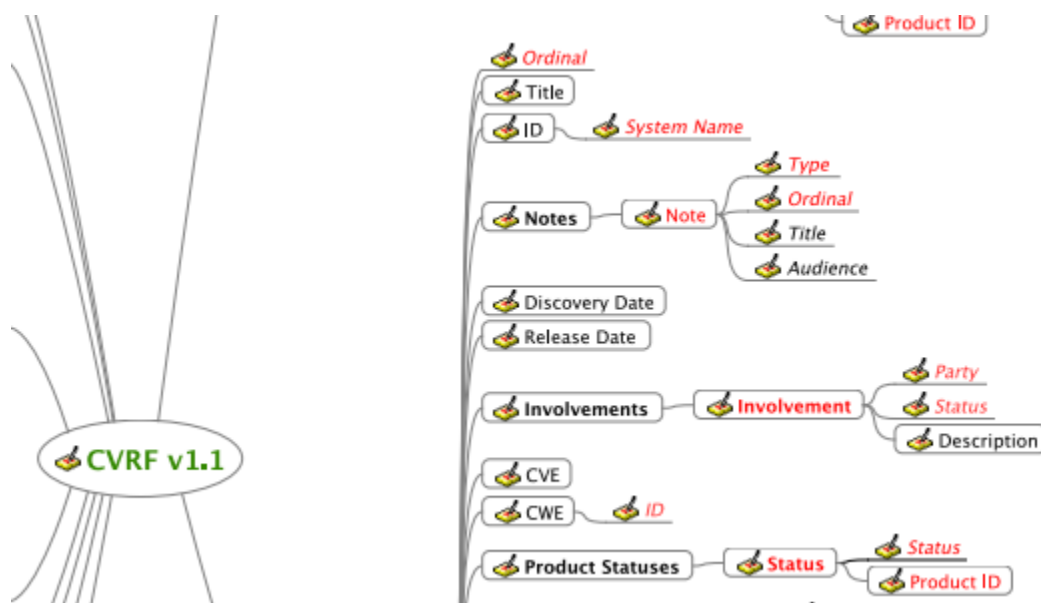 Product ID
Ordinal
Title
ID
System Name
Type
Ordinal
Notes
Note
Title
Audience
Discovery Date
Release Date
Party
Involvements
Involvement
Status
Description
CVRF v1.1
CVE
CWE
ID
Status
Product Statuses
Status
Product ID